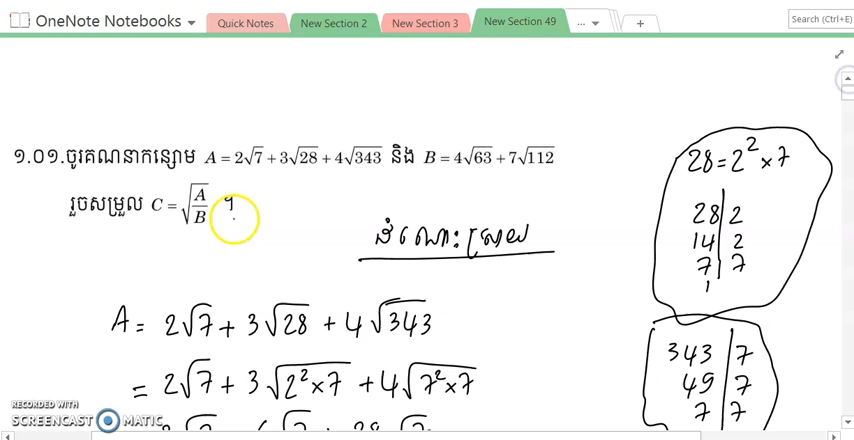 OneNote Notebooks
Quick Notes
New Section 2
New Section 3
New Section 49
...
+
Search (Ctrl+E)
១.០១.ចូរគណនាកន្សោម A = 2√7 + 3√28 + 4√343 និង B = 4√63 + 7√112
រួចសម្រួល C = √(A/B) ។
ដំណោះស្រាយ
A = 2√7 + 3√28 + 4√343
= 2√7 + 3√(2² × 7) + 4√(7² × 7)
28 = 2² × 7
28 | 2
14 | 2
7 | 7
1
343 | 7
49 | 7
7 | 7
RECORDED WITH
SCREENCAST MATIC